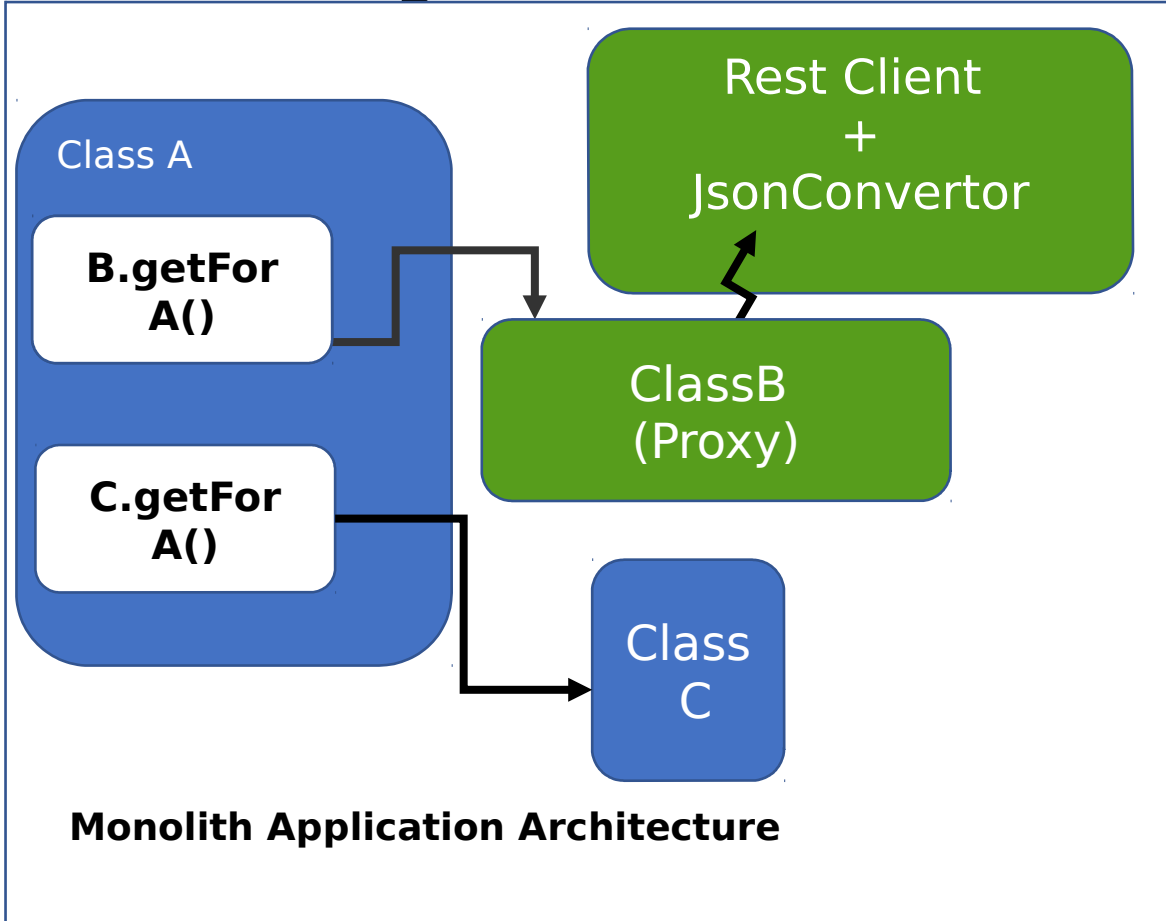 Rest Client
+
JsonConvertor
Class A
B.getFor
A()
ClassB
(Proxy)
C.getFor
A()
Class
C
Monolith Application Architecture